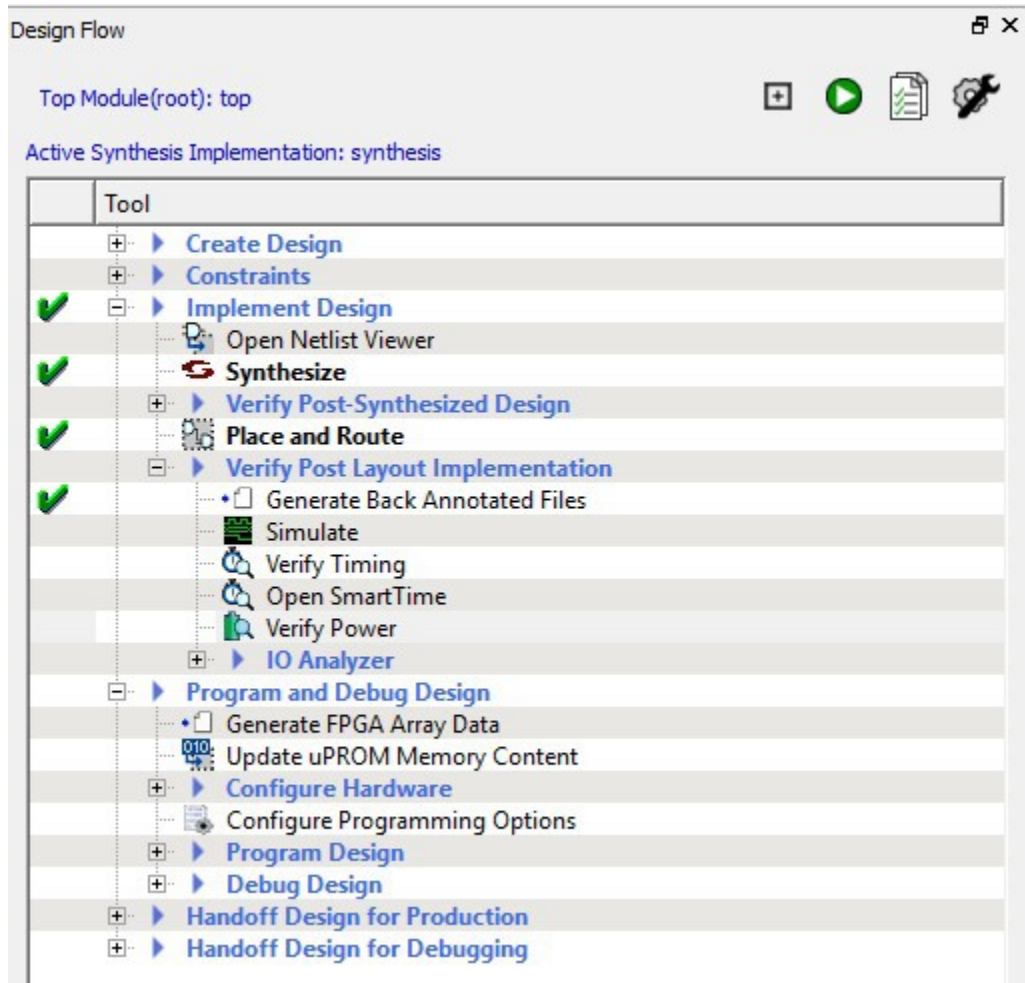 Design Flow
Top Module(root): top
Active Synthesis Implementation: synthesis
Tool
Create Design
Constraints
Implement Design
Open Netlist Viewer
Synthesize
Verify Post-Synthesized Design
Place and Route
Verify Post Layout Implementation
Generate Back Annotated Files
Simulate
Verify Timing
Open SmartTime
Verify Power
IO Analyzer
Program and Debug Design
Generate FPGA Array Data
010
Update uPROM Memory Content
Configure Hardware
Configure Programming Options
Program Design
Debug Design
Handoff Design for Production
Handoff Design for Debugging